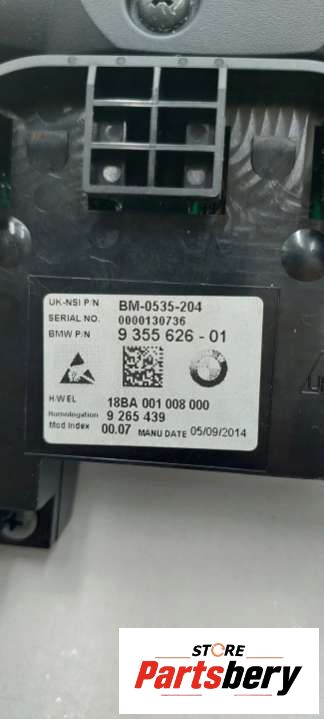 UK-NSI P/N BM-0535-204
SERIAL NO. 0000130736
BMW P/N 9 355 626 - 01
H/W EL 18BA 001 008 000
Homologation 9 265 439
Mod Index 00.07 MANU DATE 05/09/2014
STORE
Partsbery